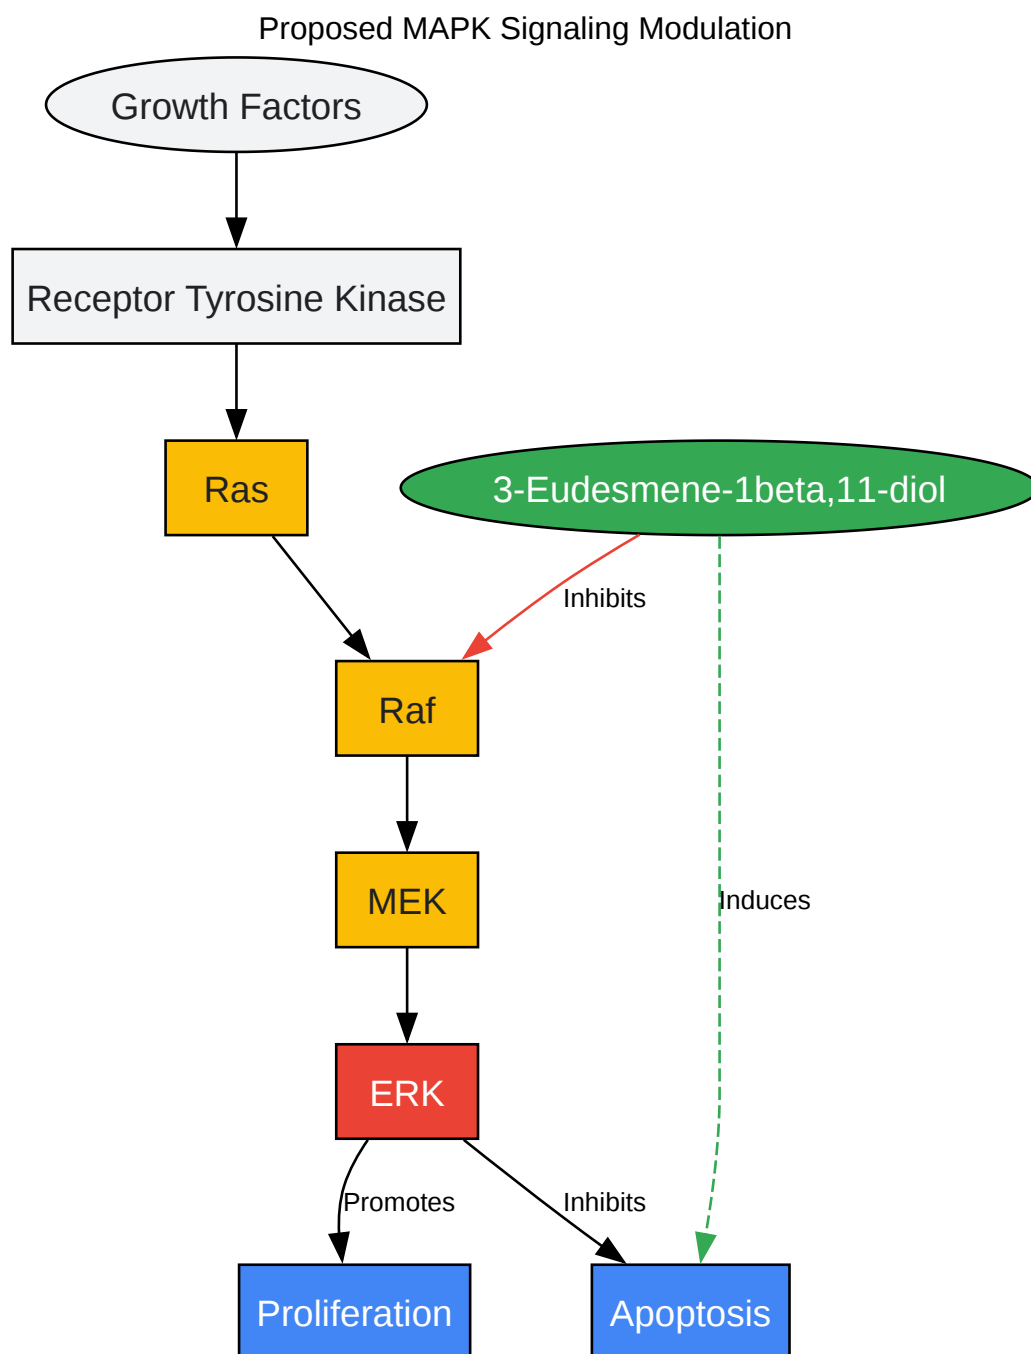 Proposed MAPK Signaling Modulation
Growth Factors
Receptor Tyrosine Kinase
Ras
3-Eudesmene-1beta,11-diol
Inhibits
Raf
MEK
Induces
ERK
Promotes
Inhibits
Proliferation
Apoptosis